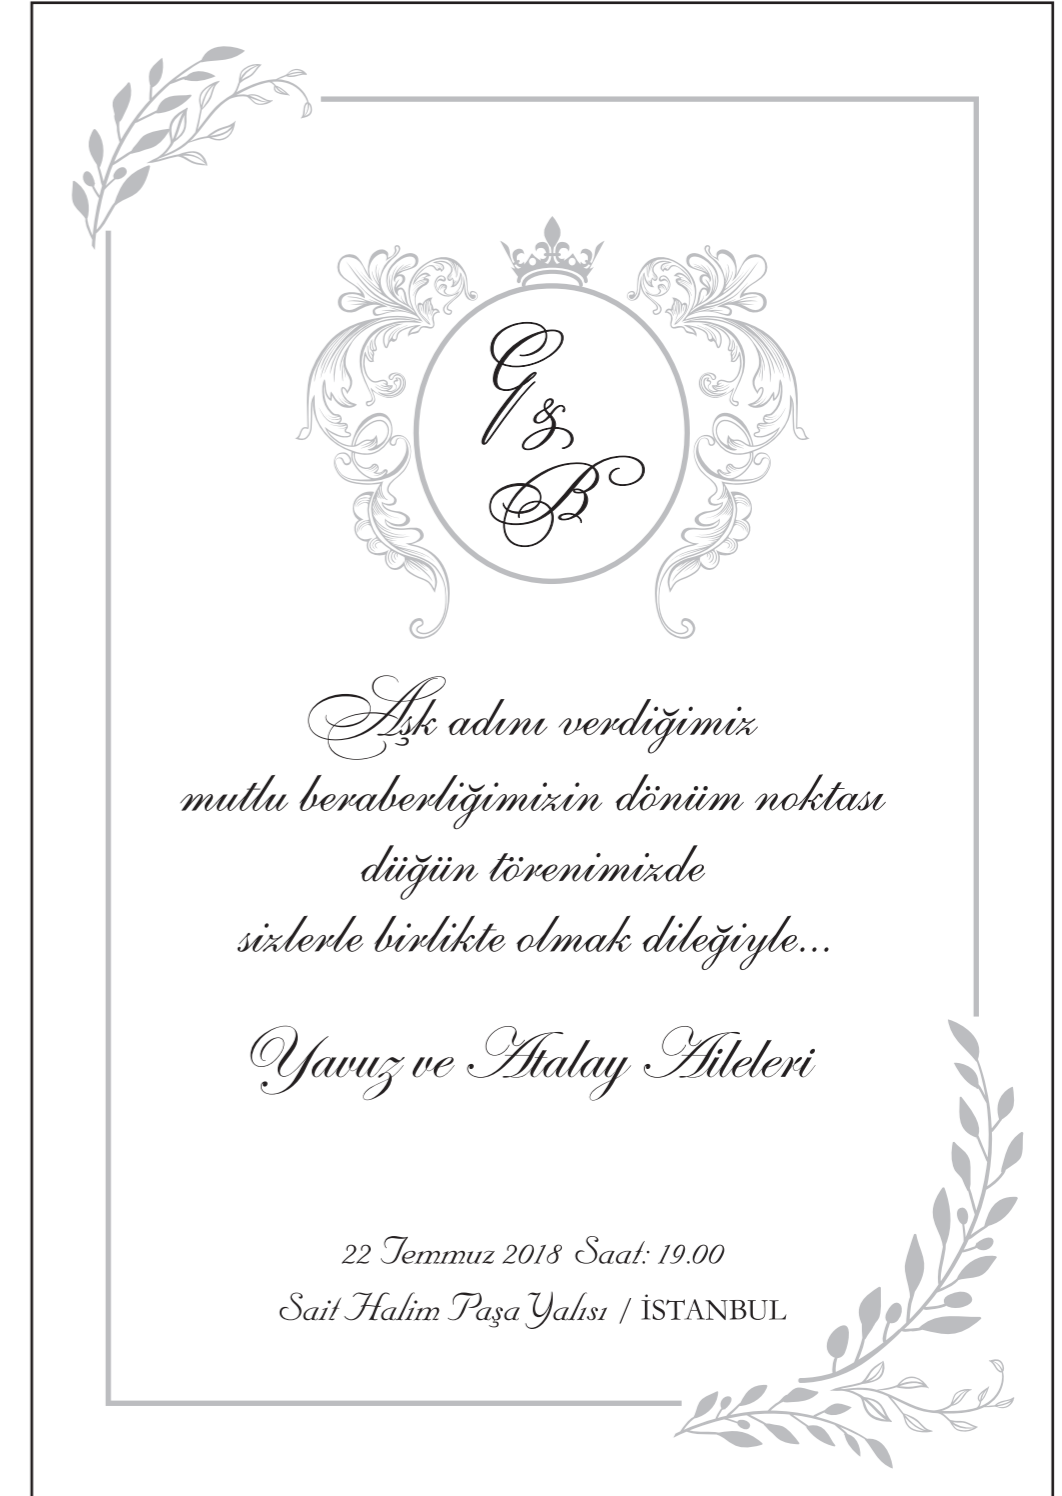 G
&
B
Aşk adını verdiğimiz
mutlu beraberliğimizin dönüm noktası
düğün törenimizde
sizlerle birlikte olmak dileğiyle...
Yavuz ve Atalay Aileleri
22 Temmuz 2018 Saat: 19.00
Sait Halim Paşa Yalısı / İSTANBUL